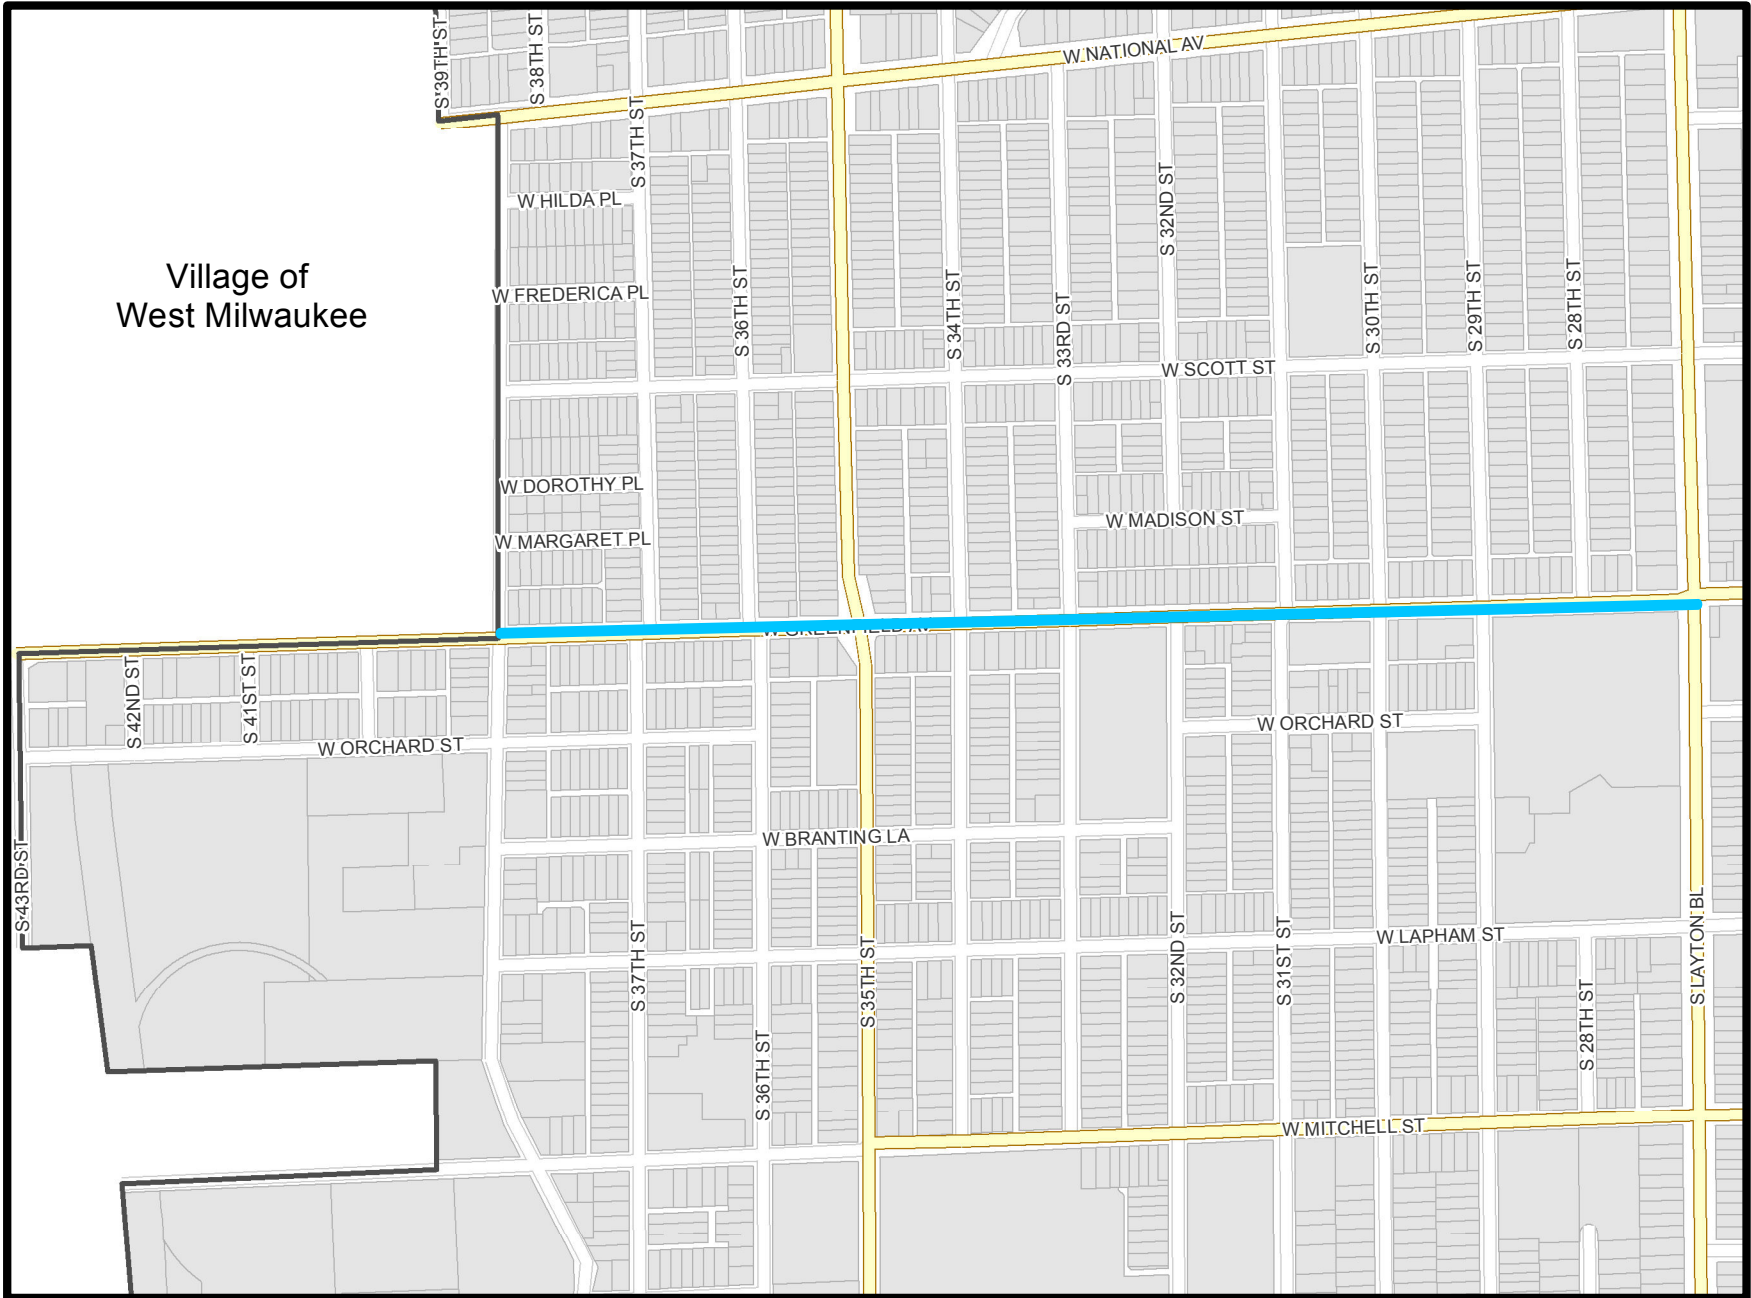 S 39TH ST
S 38TH ST
W NATIONAL AV
S 37TH ST
W HILDA PL
S 32ND ST
Village of
West Milwaukee
W FREDERICA PL
S 36TH ST
S 34TH ST
S 33RD ST
S 30TH ST
S 29TH ST
S 28TH ST
W SCOTT ST
W DOROTHY PL
W MADISON ST
W MARGARET PL
W GREENFIELD AV
S 42ND ST
S 41ST ST
W ORCHARD ST
W ORCHARD ST
W BRANTING LA
S 43RD ST
S 37TH ST
S 35TH ST
S 32ND ST
S 31ST ST
W LAPHAM ST
S LAYTON BL
S 28TH ST
S 36TH ST
W MITCHELL ST